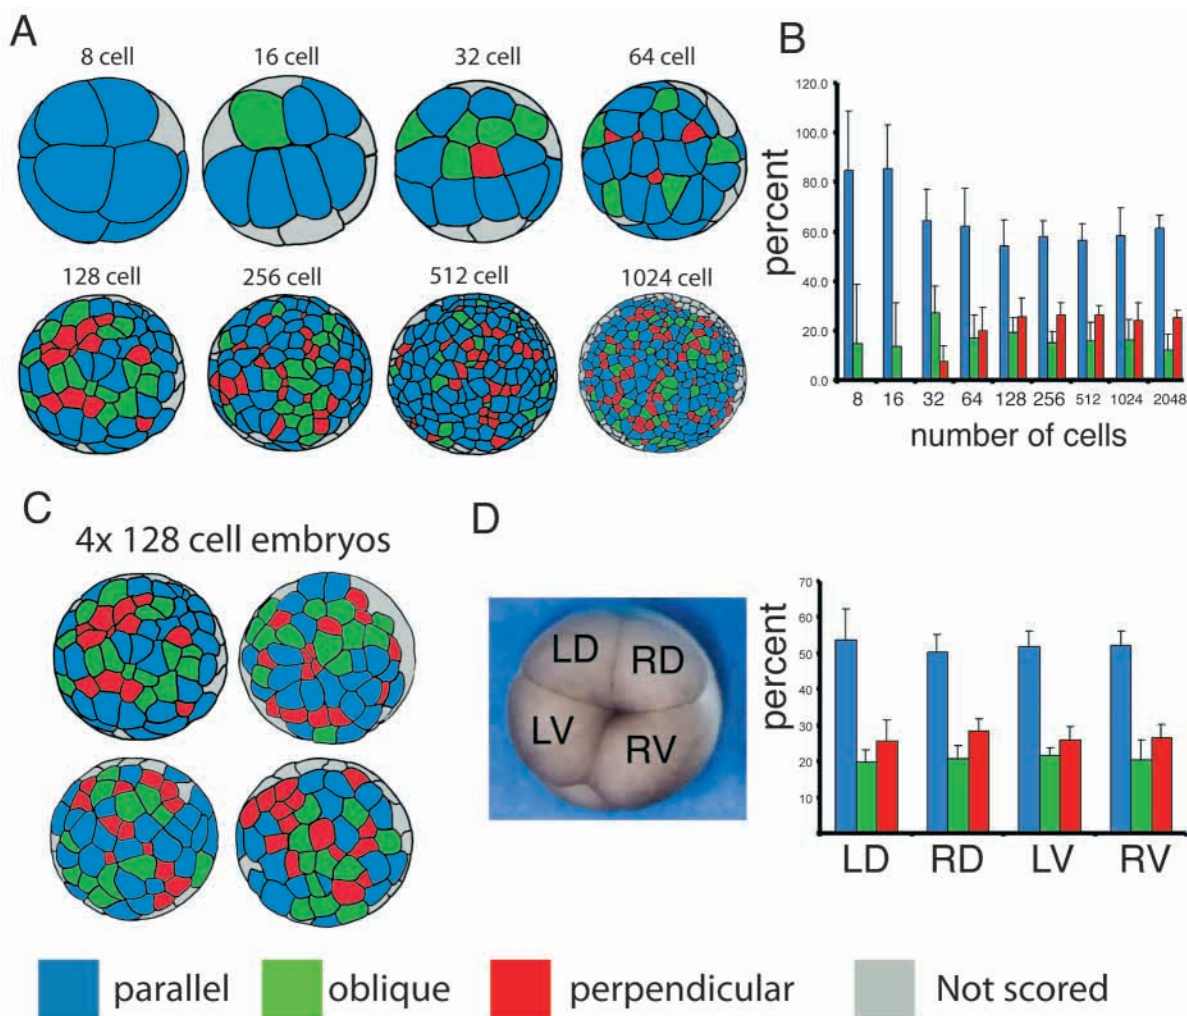 A
8 cell
16 cell
32 cell
64 cell
128 cell
256 cell
512 cell
1024 cell
B
percent
120.0
100.0
80.0
60.0
40.0
20.0
0.0
8 16 32 64 128 256 512 1024 2048
number of cells
C
4x 128 cell embryos
D
LD RD
LV RV
percent
70
60
50
40
30
20
10
LD RD LV RV
parallel oblique perpendicular Not scored